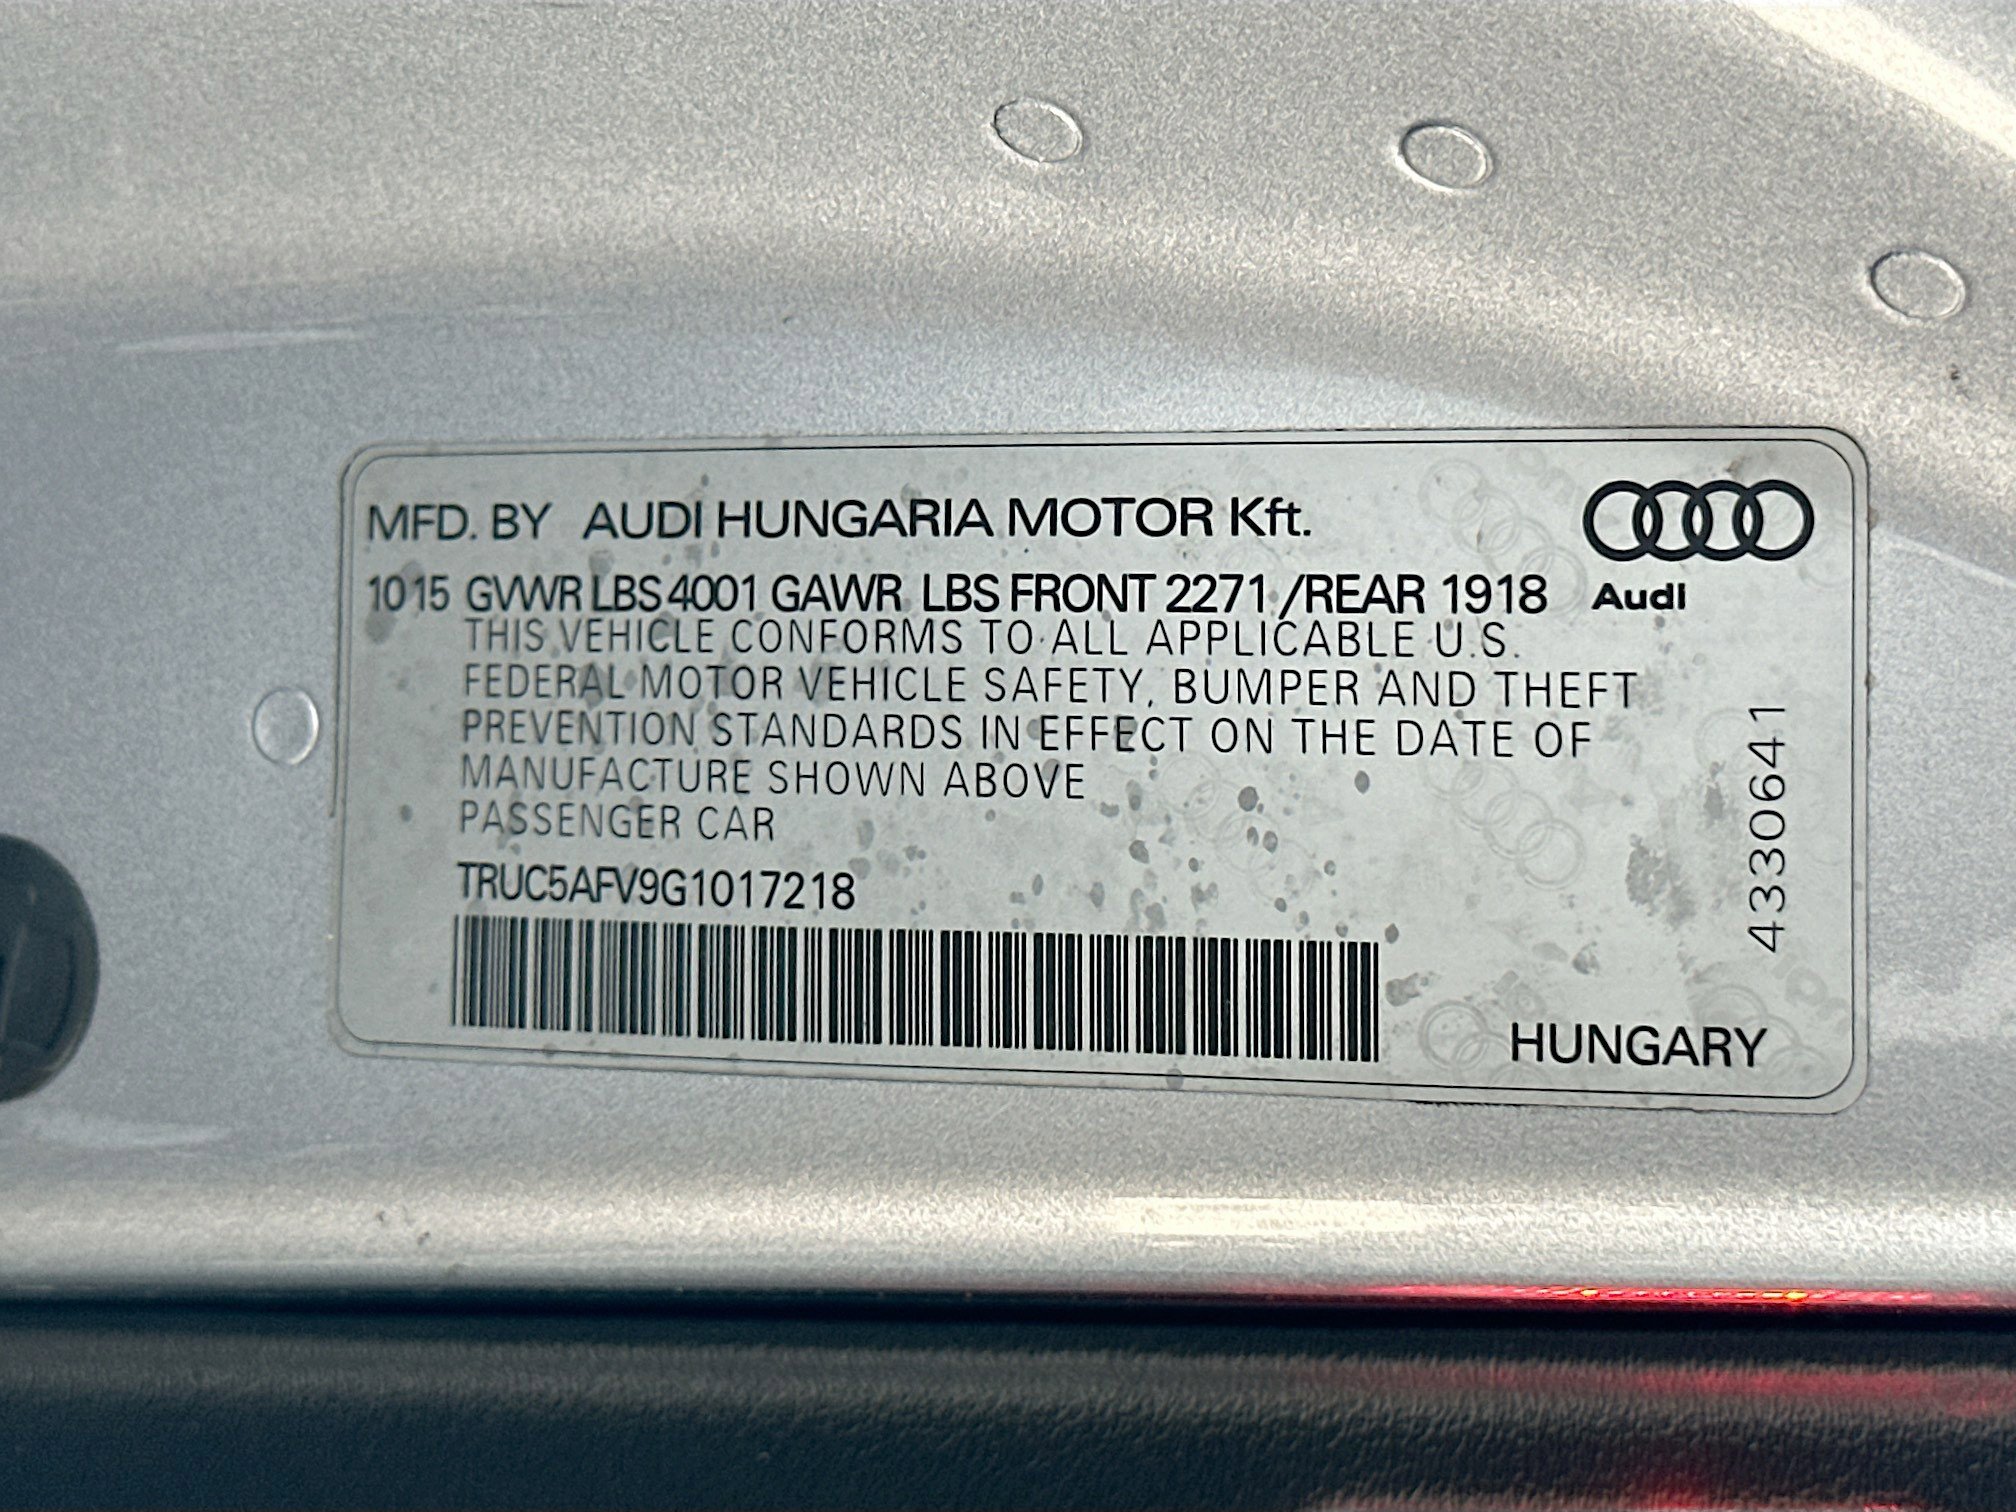 MFD. BY AUDI HUNGARIA MOTOR Kft.
1015 GVWR LBS 4001 GAWR LBS FRONT 2271 /REAR 1918
Audi
THIS VEHICLE CONFORMS TO ALL APPLICABLE U.S.
FEDERAL MOTOR VEHICLE SAFETY, BUMPER AND THEFT
PREVENTION STANDARDS IN EFFECT ON THE DATE OF
MANUFACTURE SHOWN ABOVE
PASSENGER CAR
TRUC5AFV9G1017218
4330641
HUNGARY